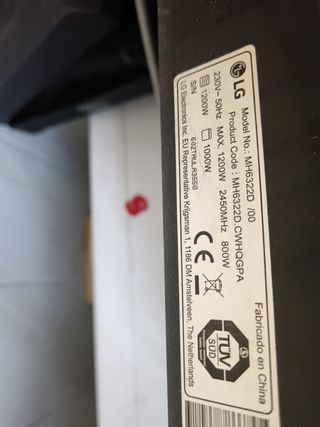 LG
Model No.: MH6322D /00
Product Code : MH6322D.CWHQGPA
230V~ 50Hz MAX. 1200W 2450MHz 800W
1200W 1000W
S/N
LG Electronics Inc. EU Representative Krijgsman 1, 1186 DM Amstelveen, The Netherlands
CE
TÜV
SÜD
Fabricado en China